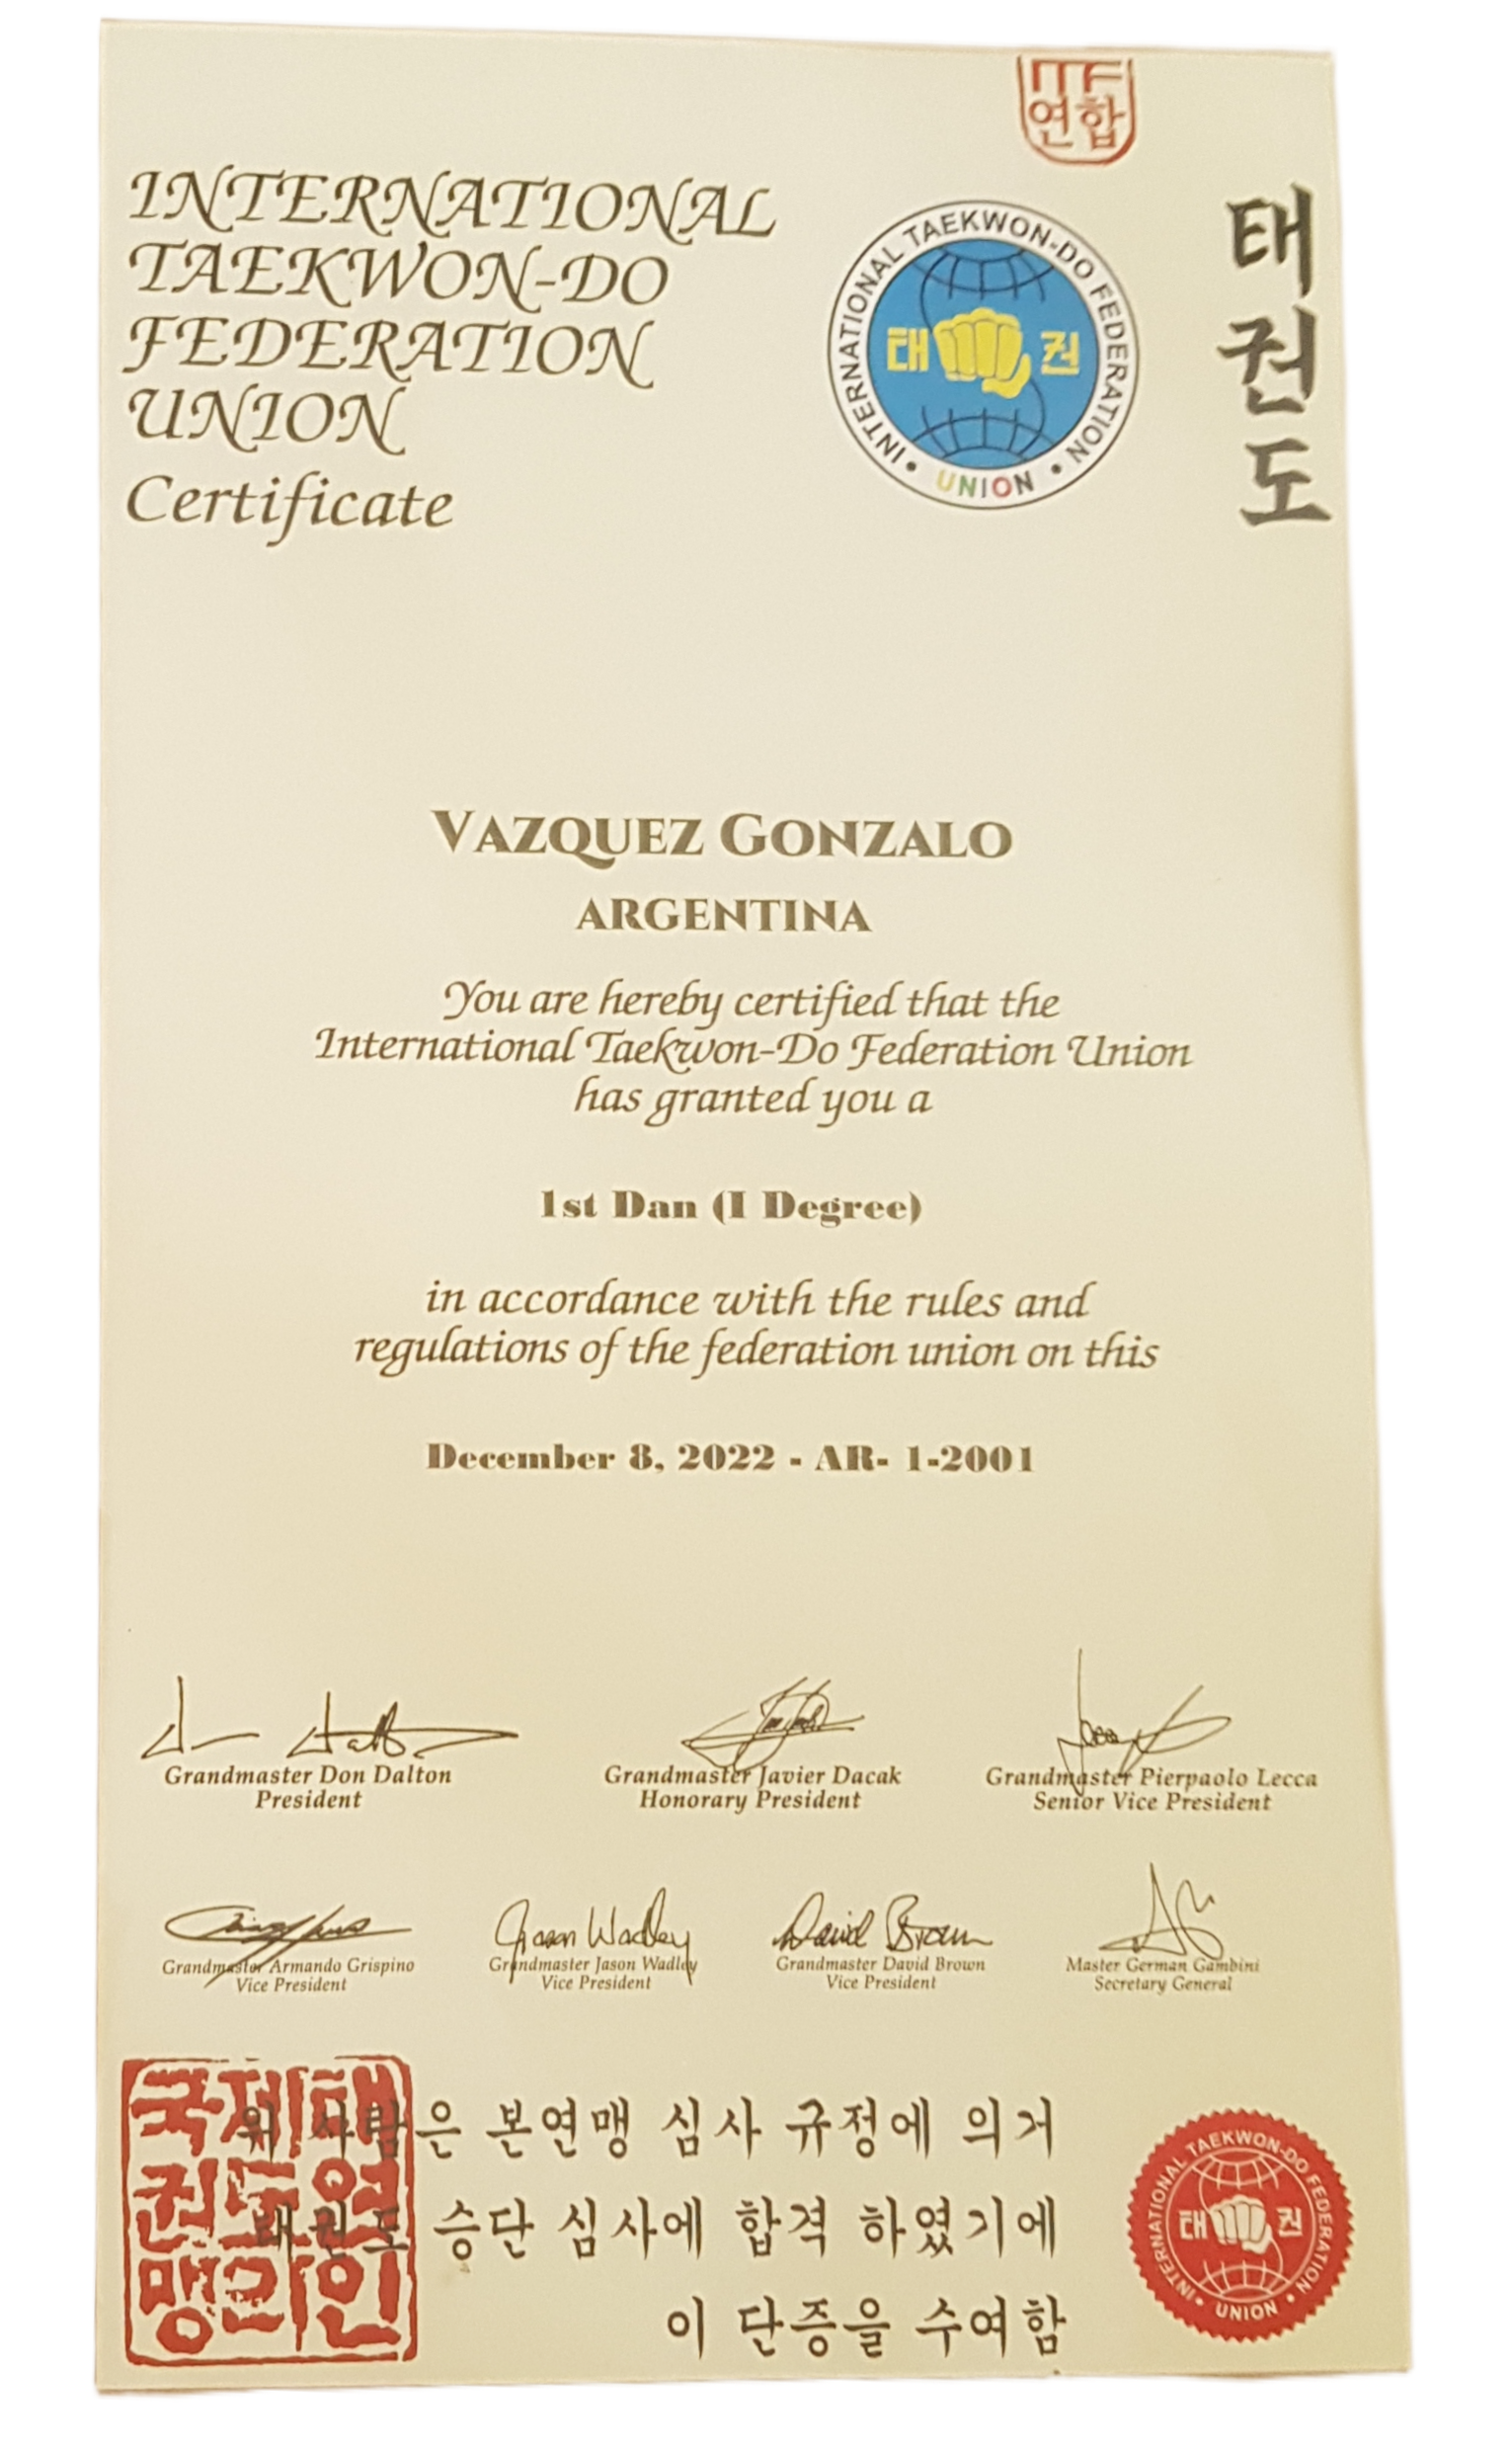 ITF
연합
INTERNATIONAL
TAEKWON-DO
FEDERATION
UNION
Certificate
INTERNATIONAL TAEKWON-DO FEDERATION
태권
• UNION •
태권도
VAZQUEZ GONZALO
ARGENTINA
You are hereby certified that the
International Taekwon-Do Federation Union
has granted you a
1st Dan (I Degree)
in accordance with the rules and
regulations of the federation union on this
December 8, 2022 - AR- 1-2001
Grandmaster Don Dalton
President
Grandmaster Javier Dacak
Honorary President
Grandmaster Pierpaolo Lecca
Senior Vice President
Jason Wadley
David Brown
Grandmaster Armando Grispino
Vice President
Grandmaster Jason Wadley
Vice President
Grandmaster David Brown
Vice President
Master German Gambini
Secretary General
국제태
권도연
맹의인
위 사람은 본연맹 심사 규정에 의거
태권도 승단 심사에 합격 하였기에
이 단증을 수여함
INTERNATIONAL TAEKWON-DO FEDERATION
태권
• UNION •